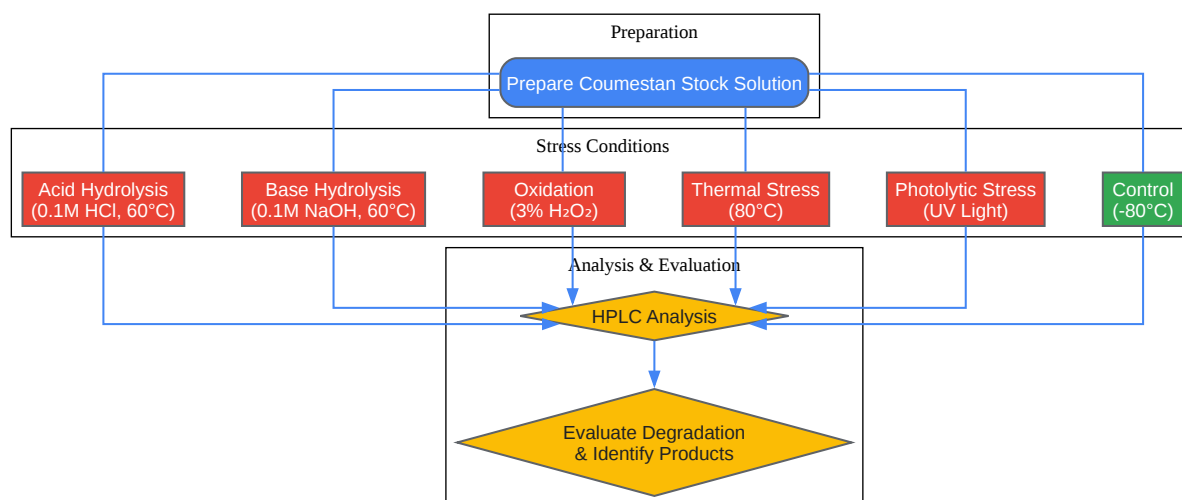 Preparation
Prepare Coumestan Stock Solution
Stress Conditions
Acid Hydrolysis
(0.1M HCl, 60°C)
Base Hydrolysis
(0.1M NaOH, 60°C)
Oxidation
(3% H₂O₂)
Thermal Stress
(80°C)
Photolytic Stress
(UV Light)
Control
(-80°C)
Analysis & Evaluation
HPLC Analysis
Evaluate Degradation
& Identify Products